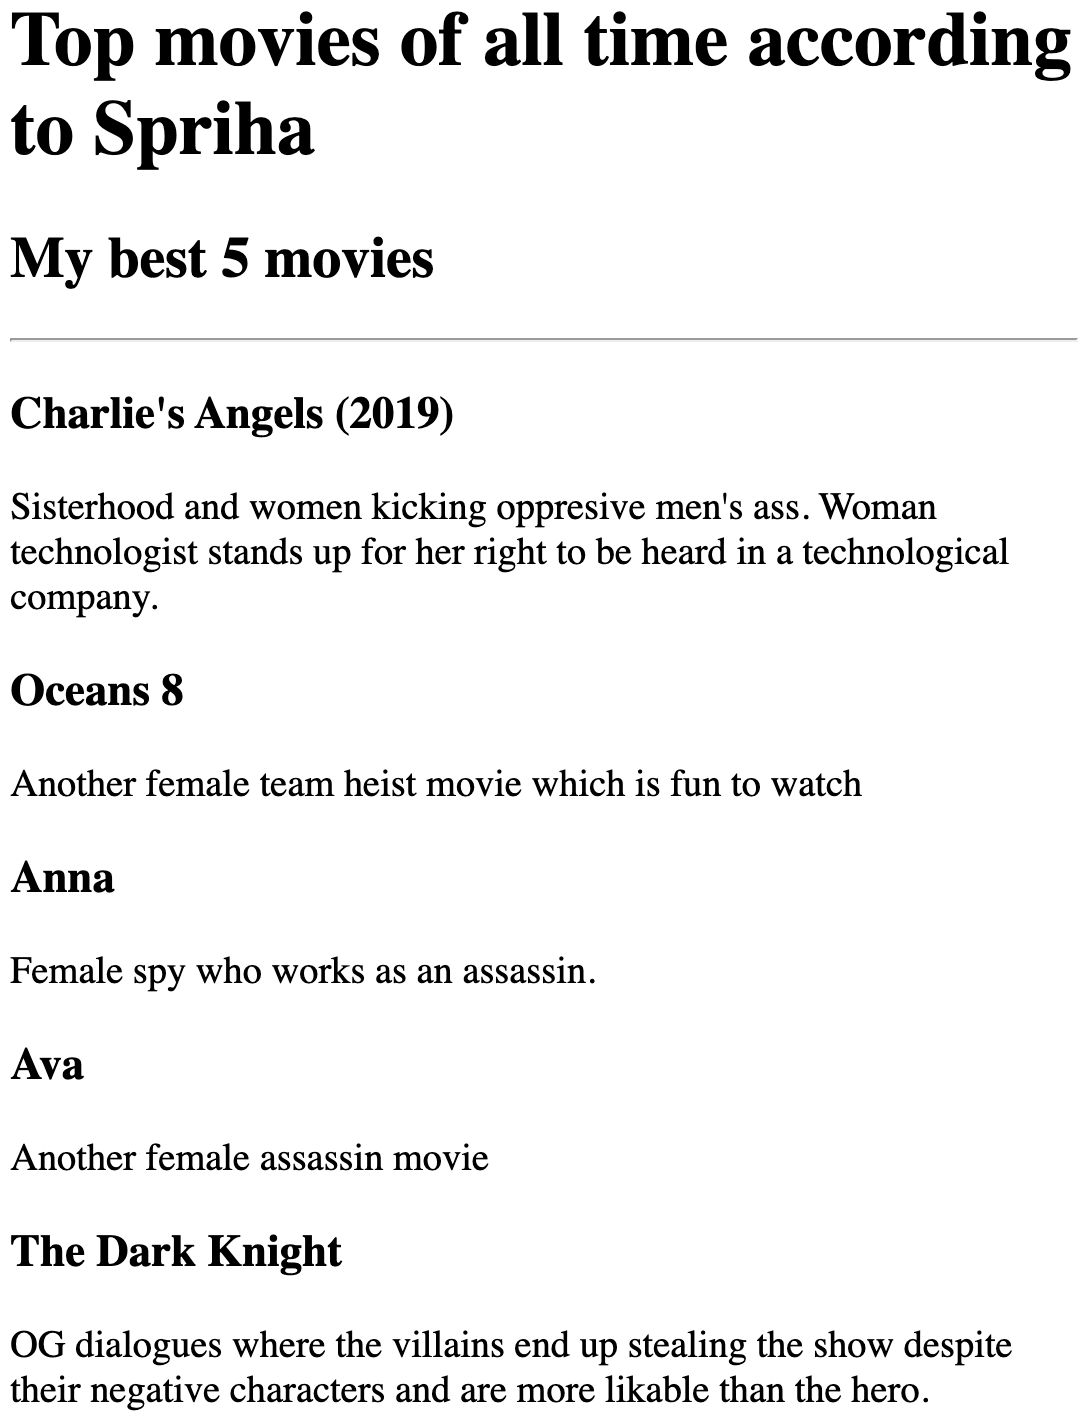 Top movies of all time according
to Spriha
My best 5 movies
Charlie's Angels (2019)
Sisterhood and women kicking oppresive men's ass. Woman
technologist stands up for her right to be heard in a technological
company.
Oceans 8
Another female team heist movie which is fun to watch
Anna
Female spy who works as an assassin.
Ava
Another female assassin movie
The Dark Knight
OG dialogues where the villains end up stealing the show despite
their negative characters and are more likable than the hero.